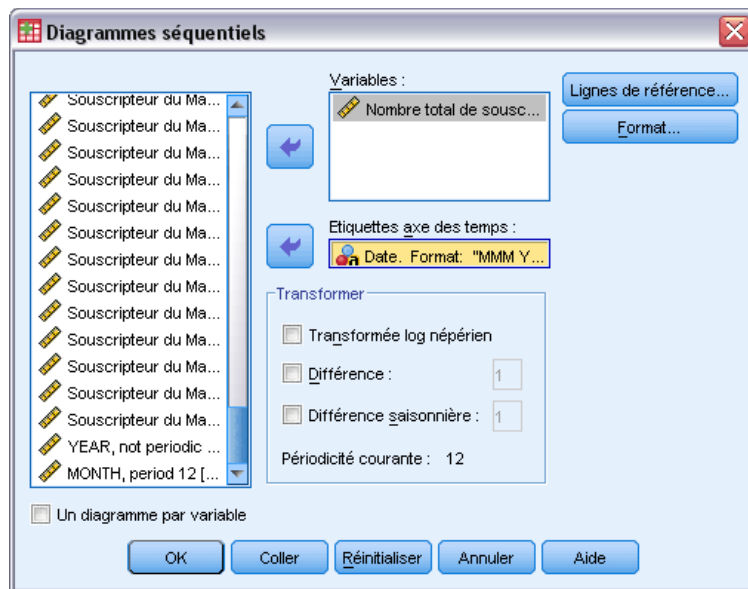 Diagrammes séquentiels
Souscripteur du Ma...
Souscripteur du Ma...
Souscripteur du Ma...
Souscripteur du Ma...
Souscripteur du Ma...
Souscripteur du Ma...
Souscripteur du Ma...
Souscripteur du Ma...
Souscripteur du Ma...
Souscripteur du Ma...
Souscripteur du Ma...
Souscripteur du Ma...
Souscripteur du Ma...
YEAR, not periodic ...
MONTH, period 12 [...
Un diagramme par variable
Variables :
Nombre total de sousc...
Etiquettes axe des temps :
Date. Format: "MMM Y...
Transformer
Transformée log népérien
Différence : 1
Différence saisonnière : 1
Périodicité courante : 12
Lignes de référence...
Format...
OK Coller Réinitialiser Annuler Aide